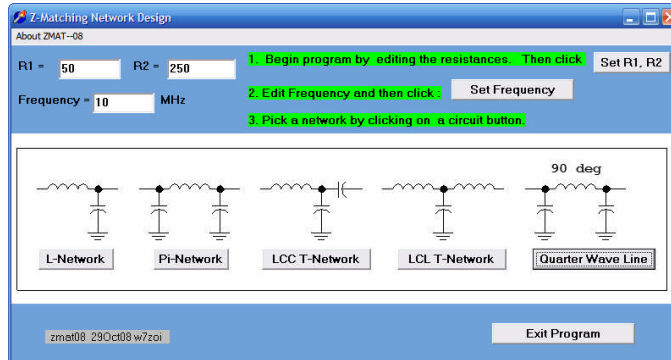 Z-Matching Network Design
About ZMAT--08
R1 = 50 R2 = 250
1. Begin program by editing the resistances. Then click Set R1, R2
Frequency = 10 MHz
2. Edit Frequency and then click : Set Frequency
3. Pick a network by clicking on a circuit button.
90 deg
L-Network Pi-Network LCC T-Network LCL T-Network Quarter Wave Line
zmat08 29Oct08 w7zoi
Exit Program